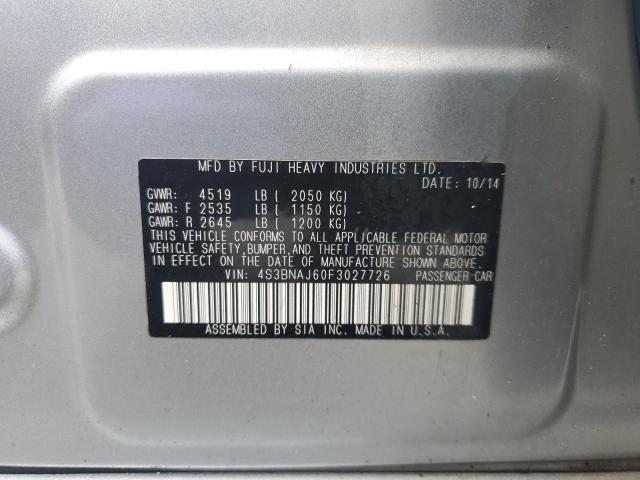 MFD BY FUJI HEAVY INDUSTRIES LTD.
DATE: 10/14
GVWR: 4519 LB ( 2050 KG)
GAWR: F 2535 LB ( 1150 KG)
GAWR: R 2645 LB ( 1200 KG)
THIS VEHICLE CONFORMS TO ALL APPLICABLE FEDERAL MOTOR
VEHICLE SAFETY, BUMPER, AND THEFT PREVENTION STANDARDS
IN EFFECT ON THE DATE OF MANUFACTURE SHOWN ABOVE.
VIN: 4S3BNAJ60F3027726 PASSENGER CAR
ASSEMBLED BY SIA INC. MADE IN U.S.A.